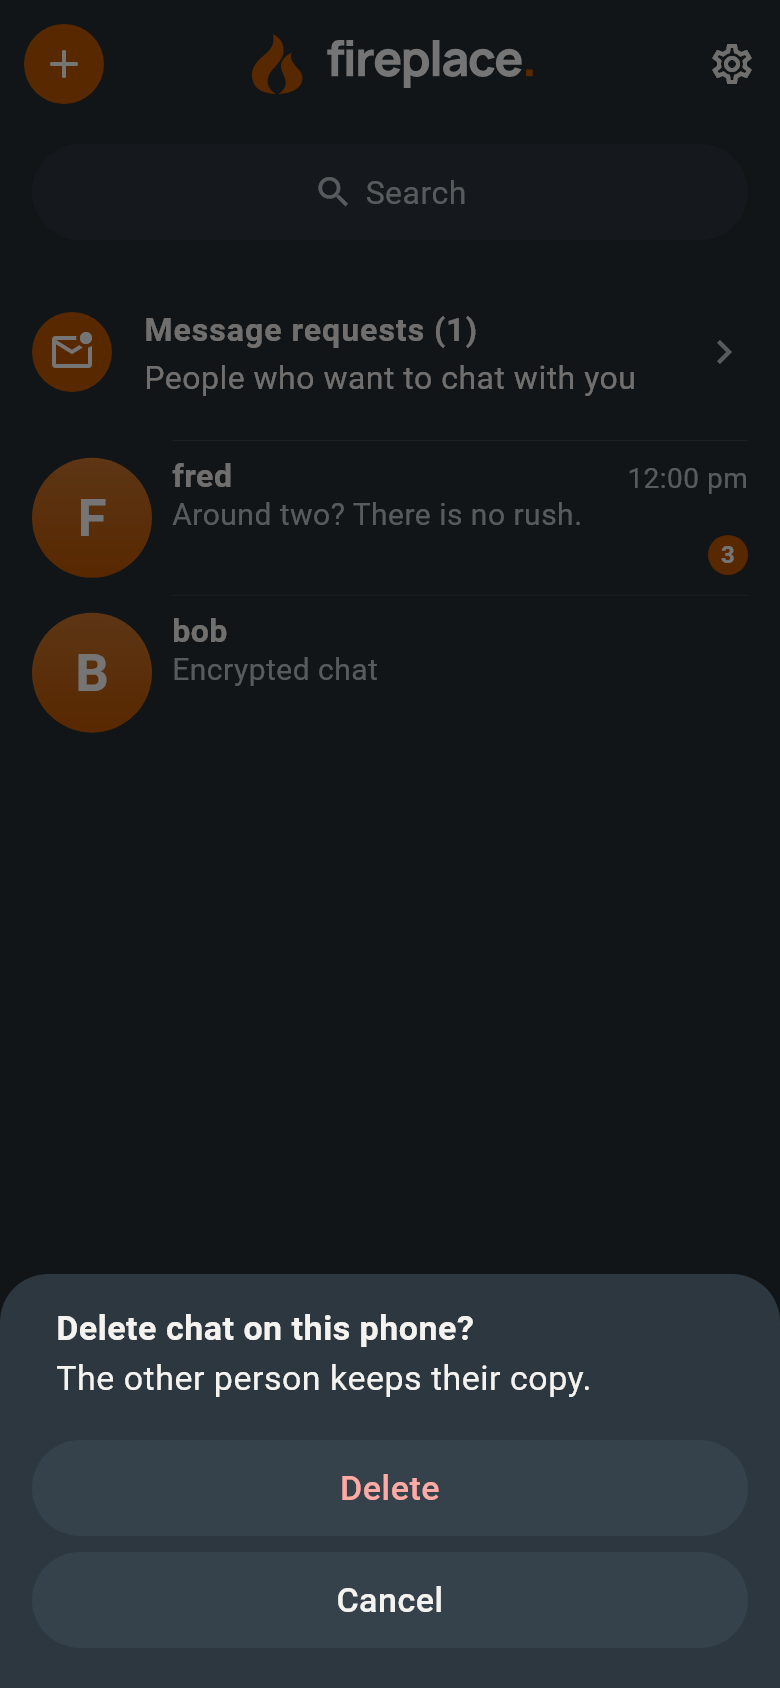 fireplace.
Search
Message requests (1)
People who want to chat with you
F
fred
12:00 pm
Around two? There is no rush.
3
B
bob
Encrypted chat
Delete chat on this phone?
The other person keeps their copy.
Delete
Cancel